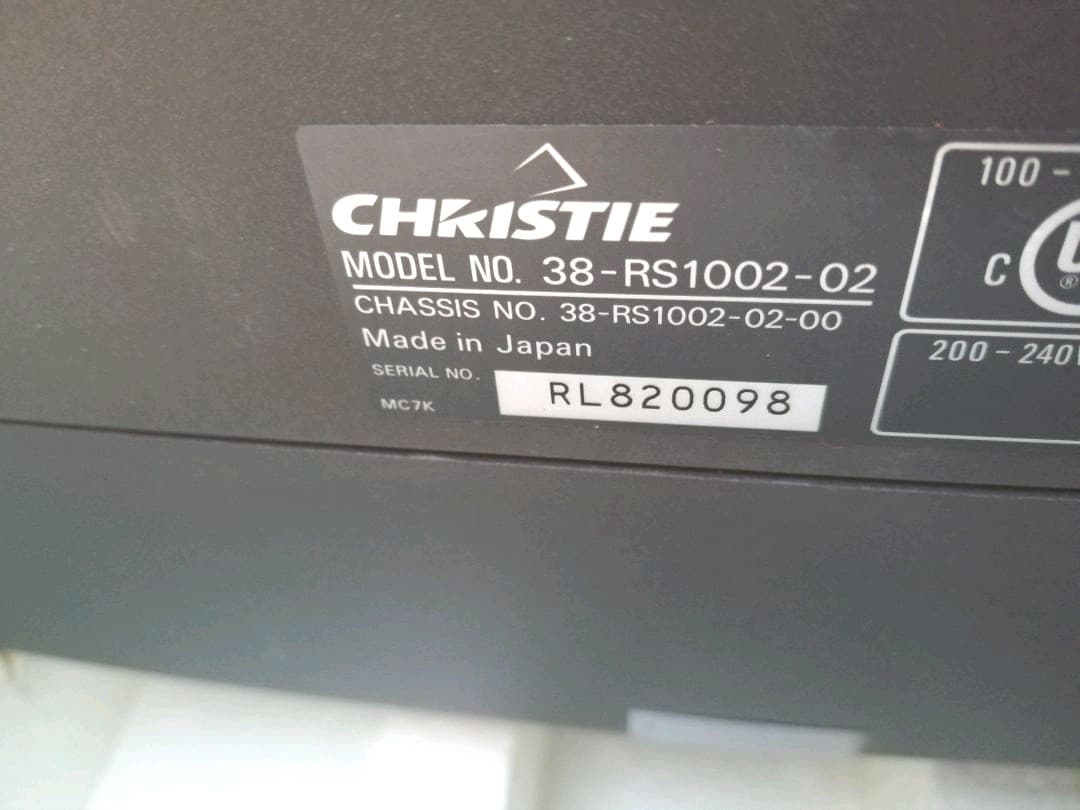 CHRISTIE
MODEL NO. 38-RS1002-02
CHASSIS NO. 38-RS1002-02-00
Made in Japan
SERIAL NO. RL820098
MC7K
100 -
C ®
200 - 240V